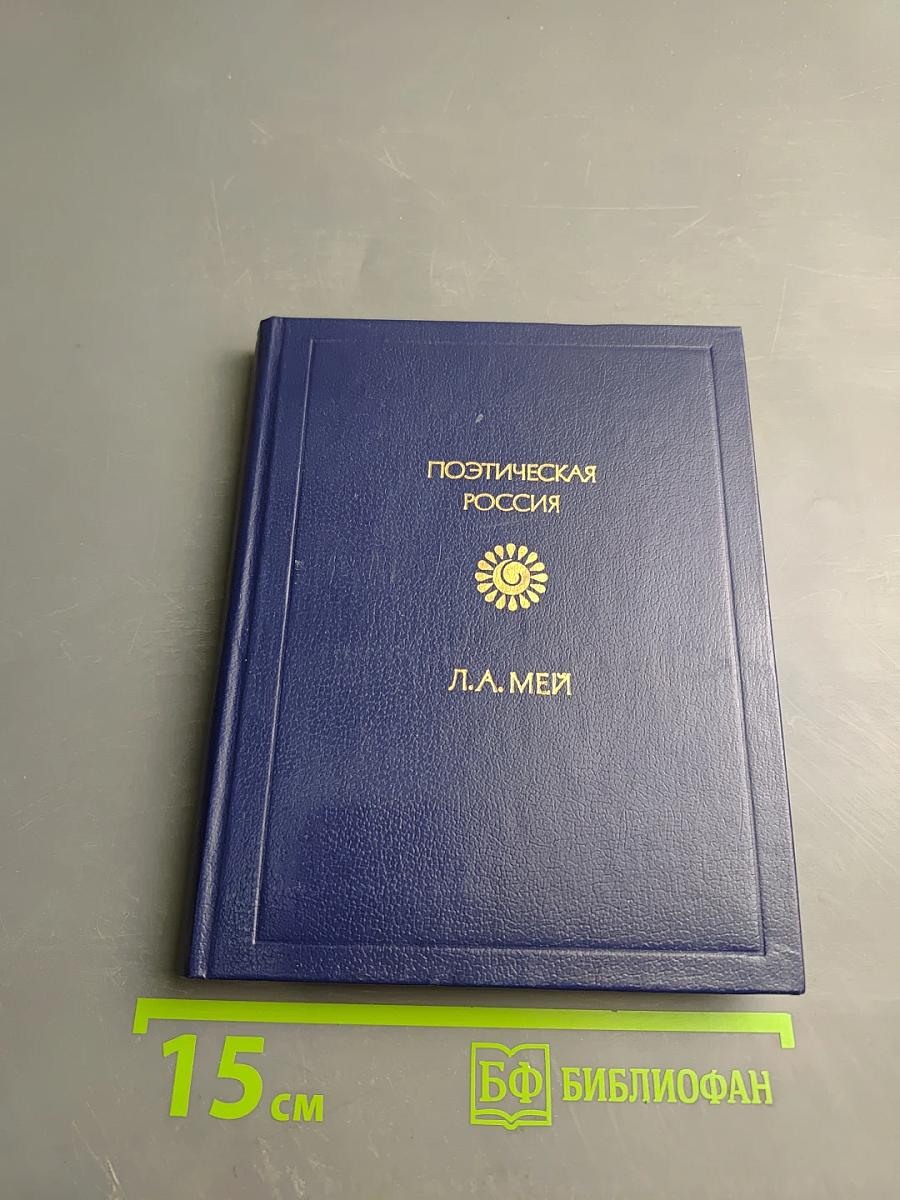 ПОЭТИЧЕСКАЯ
РОССИЯ
Л.А. МЕЙ
15 см
БФ БИБЛИОФАН